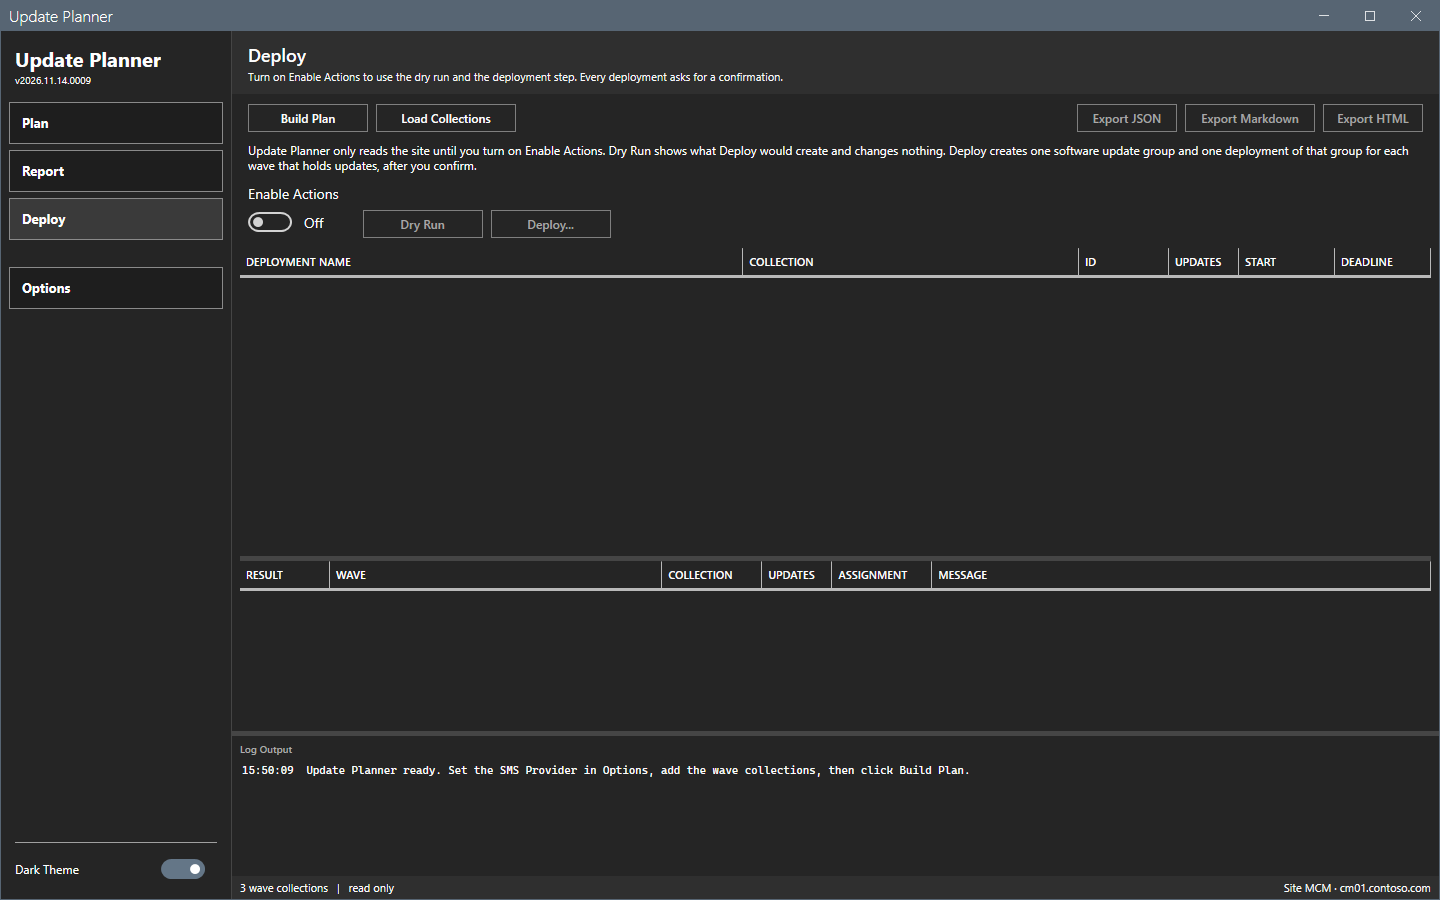 Update Planner
Update Planner
v2026.11.14.0009
Plan
Report
Deploy
Options
Dark Theme
Deploy
Turn on Enable Actions to use the dry run and the deployment step. Every deployment asks for a confirmation.
Build Plan
Load Collections
Export JSON
Export Markdown
Export HTML
Update Planner only reads the site until you turn on Enable Actions. Dry Run shows what Deploy would create and changes nothing. Deploy creates one software update group and one deployment of that group for each
wave that holds updates, after you confirm.
Enable Actions
Off
Dry Run
Deploy...
DEPLOYMENT NAME
COLLECTION
ID
UPDATES
START
DEADLINE
RESULT
WAVE
COLLECTION
UPDATES
ASSIGNMENT
MESSAGE
Log Output
15:50:09  Update Planner ready. Set the SMS Provider in Options, add the wave collections, then click Build Plan.
3 wave collections | read only
Site MCM · cm01.contoso.com